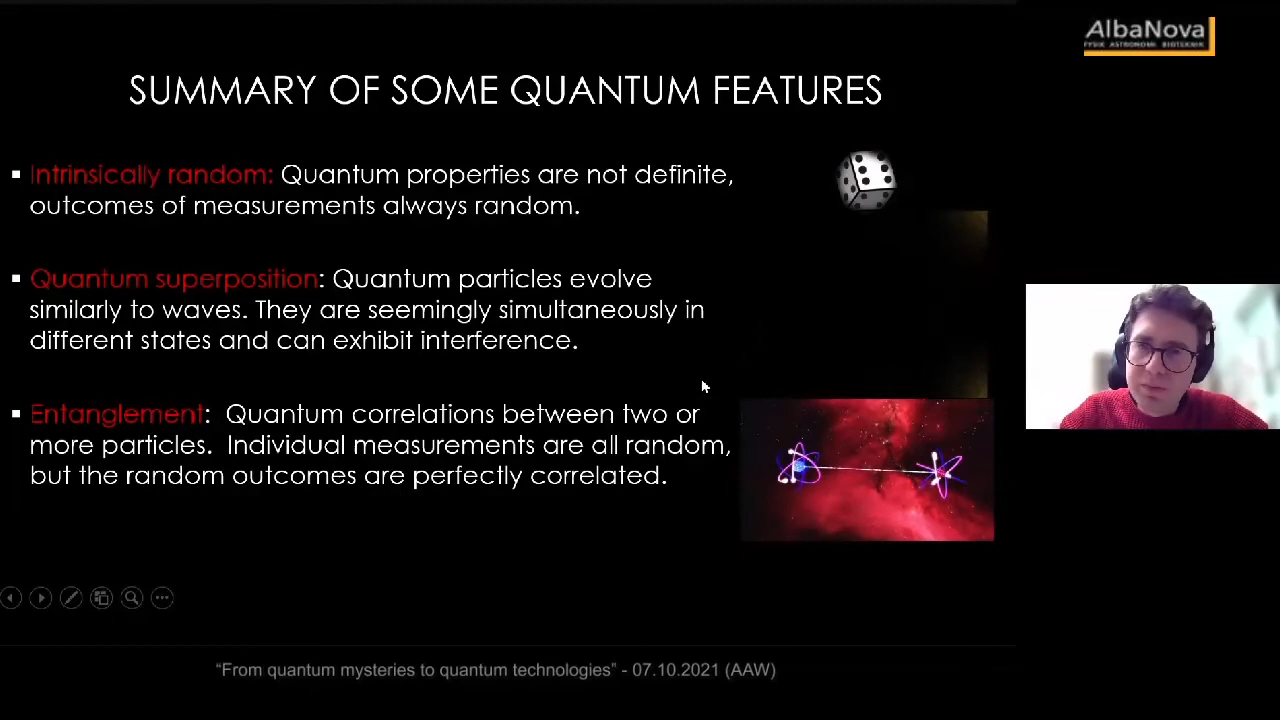 AlbaNova
FYSIK ASTRONOMI BIOTEKNIK
SUMMARY OF SOME QUANTUM FEATURES
▪ Intrinsically random: Quantum properties are not definite,
outcomes of measurements always random.
▪ Quantum superposition: Quantum particles evolve
similarly to waves. They are seemingly simultaneously in
different states and can exhibit interference.
▪ Entanglement: Quantum correlations between two or
more particles. Individual measurements are all random,
but the random outcomes are perfectly correlated.
“From quantum mysteries to quantum technologies” - 07.10.2021 (AAW)